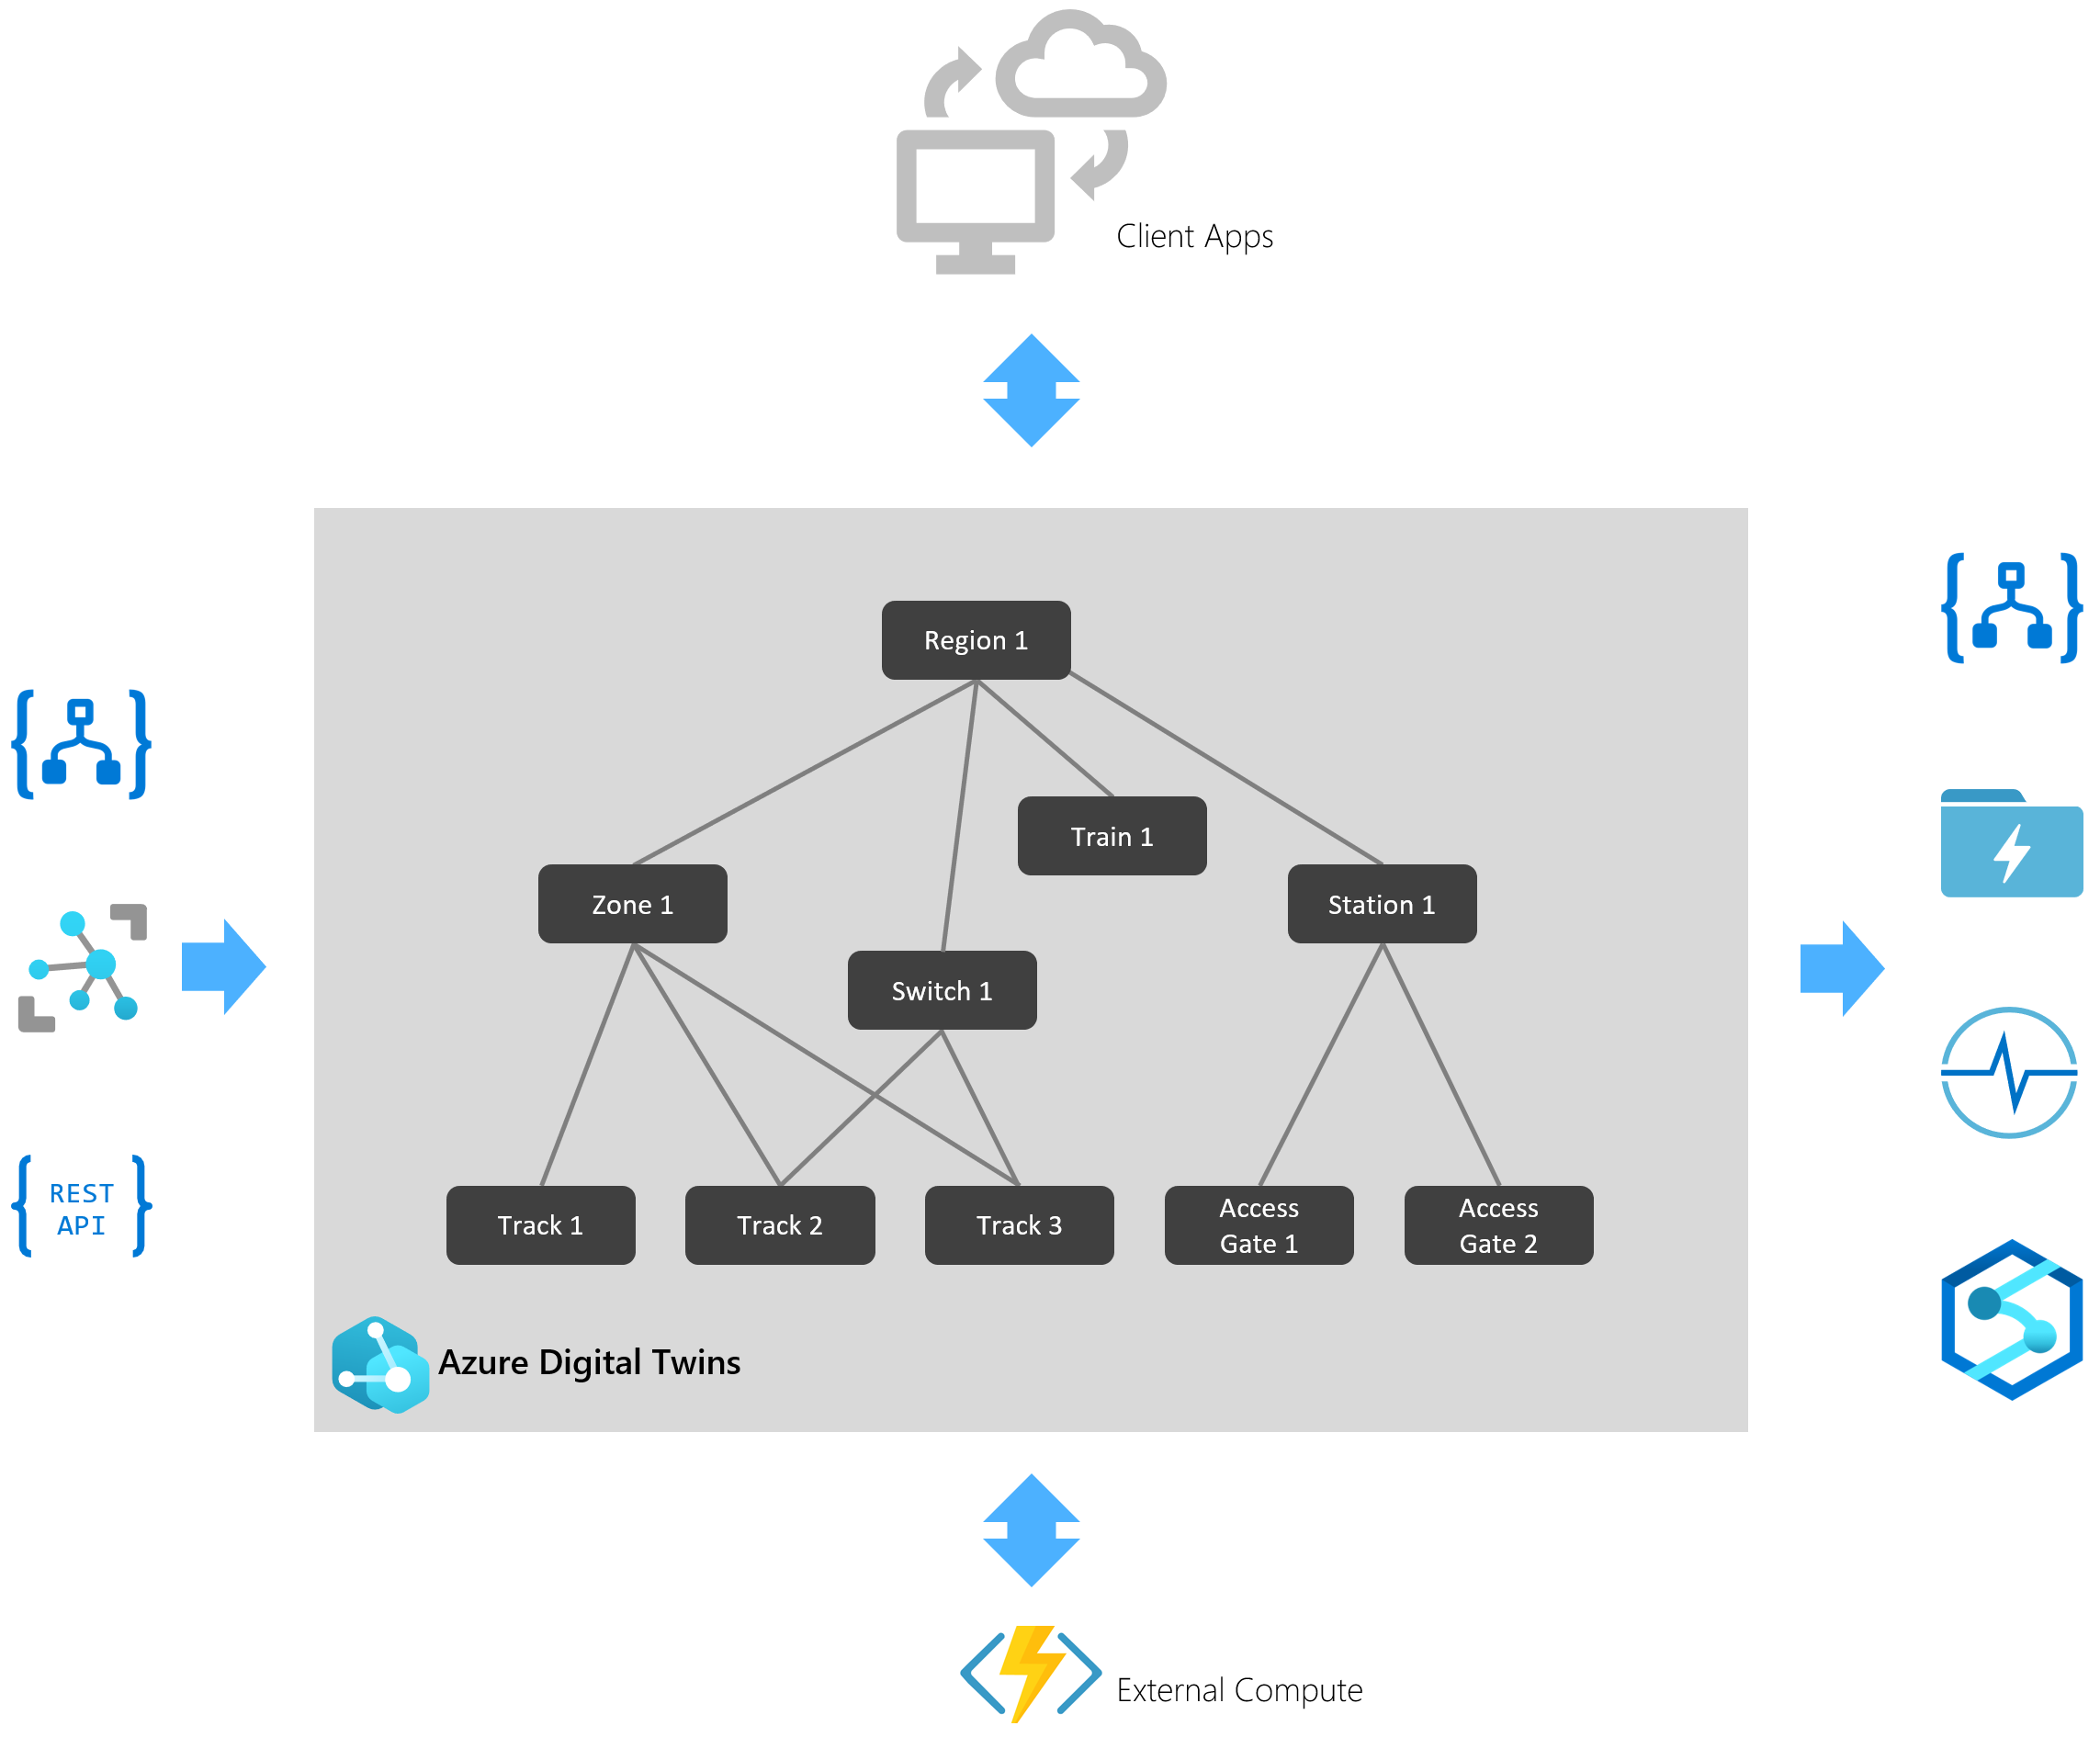 Client Apps
Region 1
Train 1
Zone 1
Station 1
Switch 1
REST
API
Track 1
Track 2
Track 3
Access
Gate 1
Access
Gate 2
Azure Digital Twins
External Compute